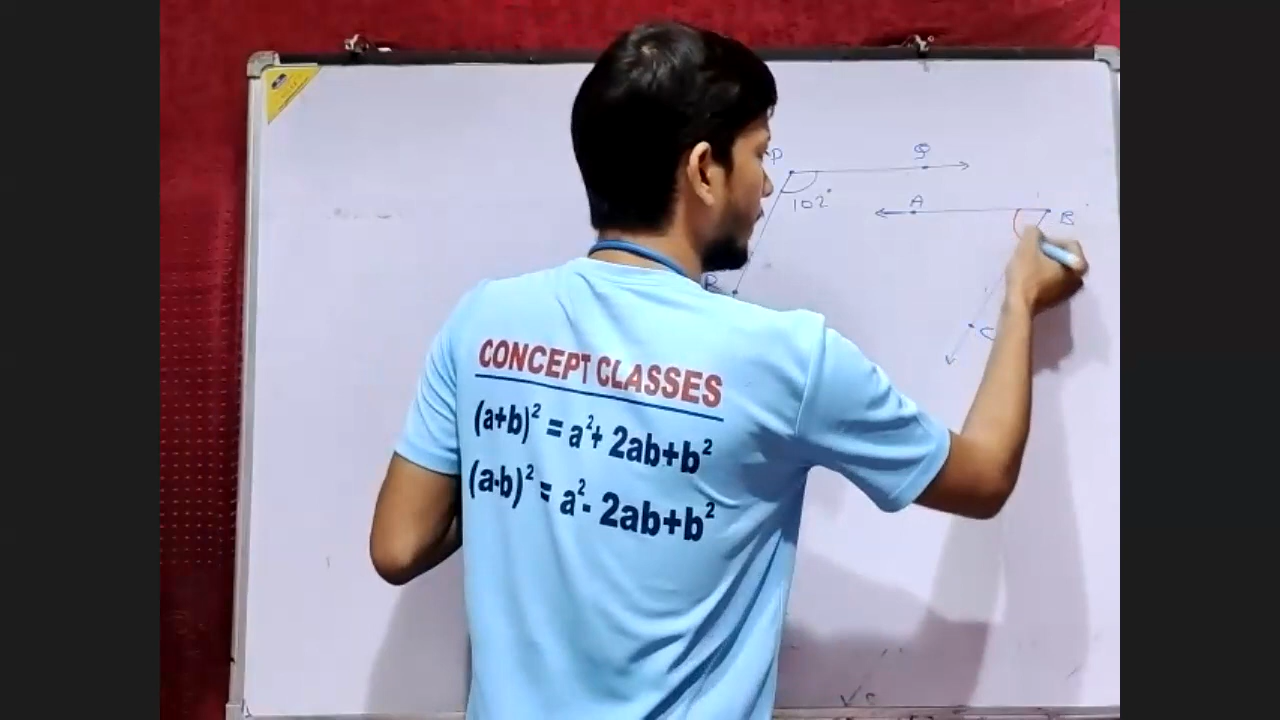 P Q
102°
A B
R
C
CONCEPT CLASSES
(a+b)² = a²+ 2ab+b²
(a-b)² = a²- 2ab+b²